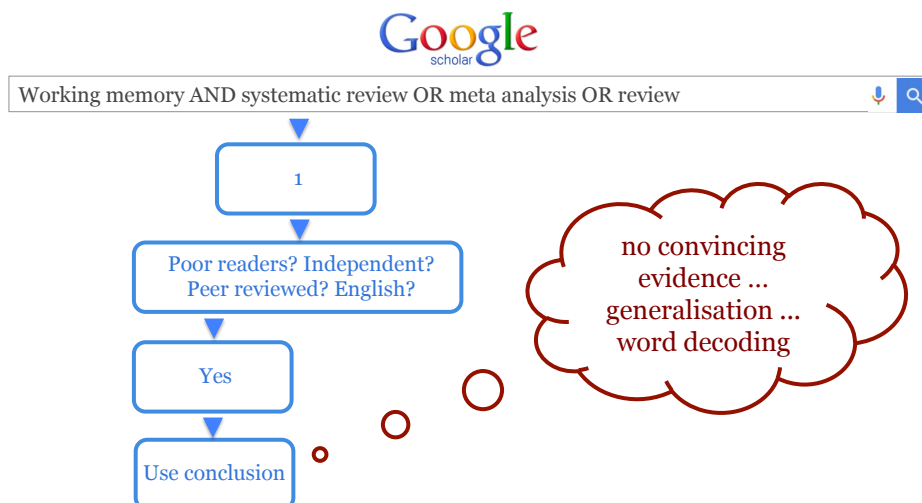 Google
scholar
Working memory AND systematic review OR meta analysis OR review
1
Poor readers? Independent?
Peer reviewed? English?
Yes
Use conclusion
no convincing
evidence ...
generalisation ...
word decoding